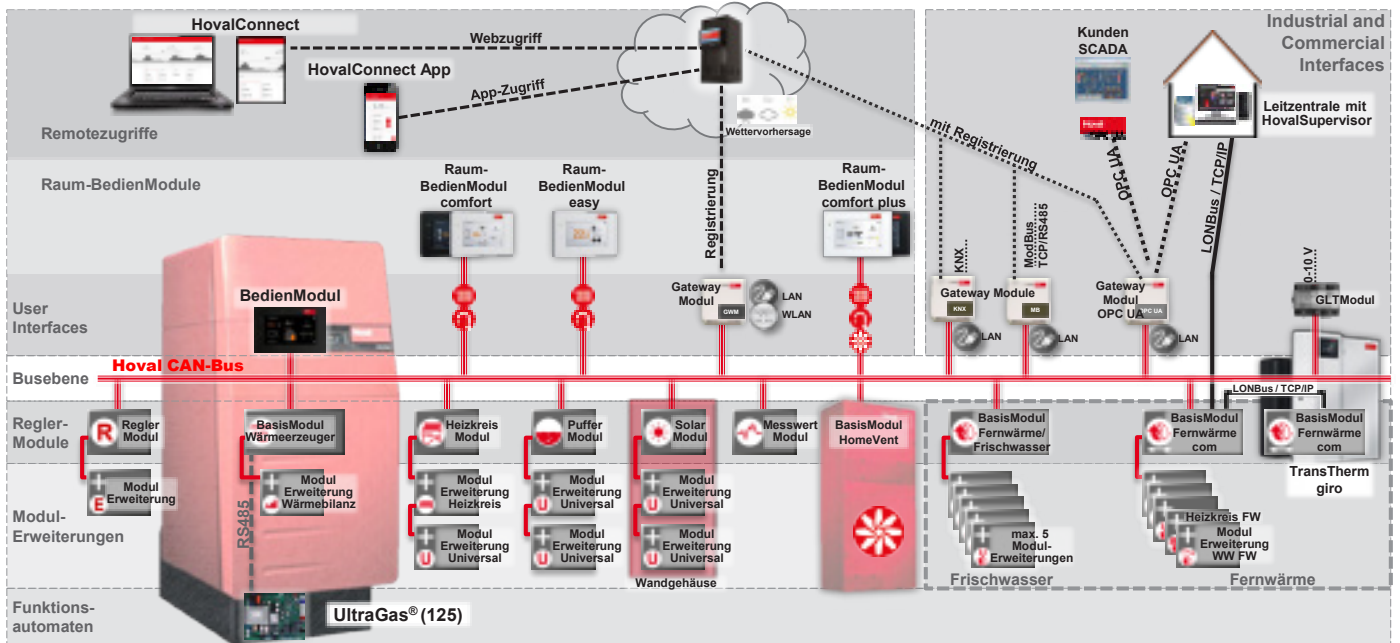 HovalConnect
Webzugriff
HovalConnect App
App-Zugriff
Wettervorhersage
Remotezugriffe
Industrial and
Commercial
Interfaces
Kunden
SCADA
Leitzentrale mit
HovalSupervisor
mit Registrierung
OPC UA
OPC UA
LONBus / TCP/IP
Raum-BedienModule
Raum-
BedienModul
comfort
Raum-
BedienModul
easy
Registrierung
Raum-
BedienModul
comfort plus
KNX
ModBus
TCP/RS485
0-10 V
User
Interfaces
BedienModul
Gateway
Modul
GWM
LAN
WLAN
Gateway Module
KNX
LAN
MB
LAN
Gateway
Modul
OPC UA
OPC UA
LAN
GLTModul
Busebene
Hoval CAN-Bus
LONBus / TCP/IP
Regler-
Module
R
Regler
Modul
BasisModul
Wärmeerzeuger
Heizkreis
Modul
Puffer
Modul
Solar
Modul
Messwert
Modul
BasisModul
HomeVent
BasisModul
Fernwärme/
Frischwasser
BasisModul
Fernwärme
com
BasisModul
Fernwärme
com
TransTherm
giro
Modul-
Erweiterungen
E
Modul
Erweiterung
RS485
Modul
Erweiterung
Wärmebilanz
Modul
Erweiterung
Heizkreis
U
Modul
Erweiterung
Universal
U
Modul
Erweiterung
Universal
U
Modul
Erweiterung
Universal
U
Modul
Erweiterung
Universal
U
Modul
Erweiterung
Universal
Wandgehäuse
max. 5
Modul-
Erweiterungen
Frischwasser
Heizkreis FW
Modul
Erweiterung
WW FW
Fernwärme
Funktions-
automaten
UltraGas® (125)